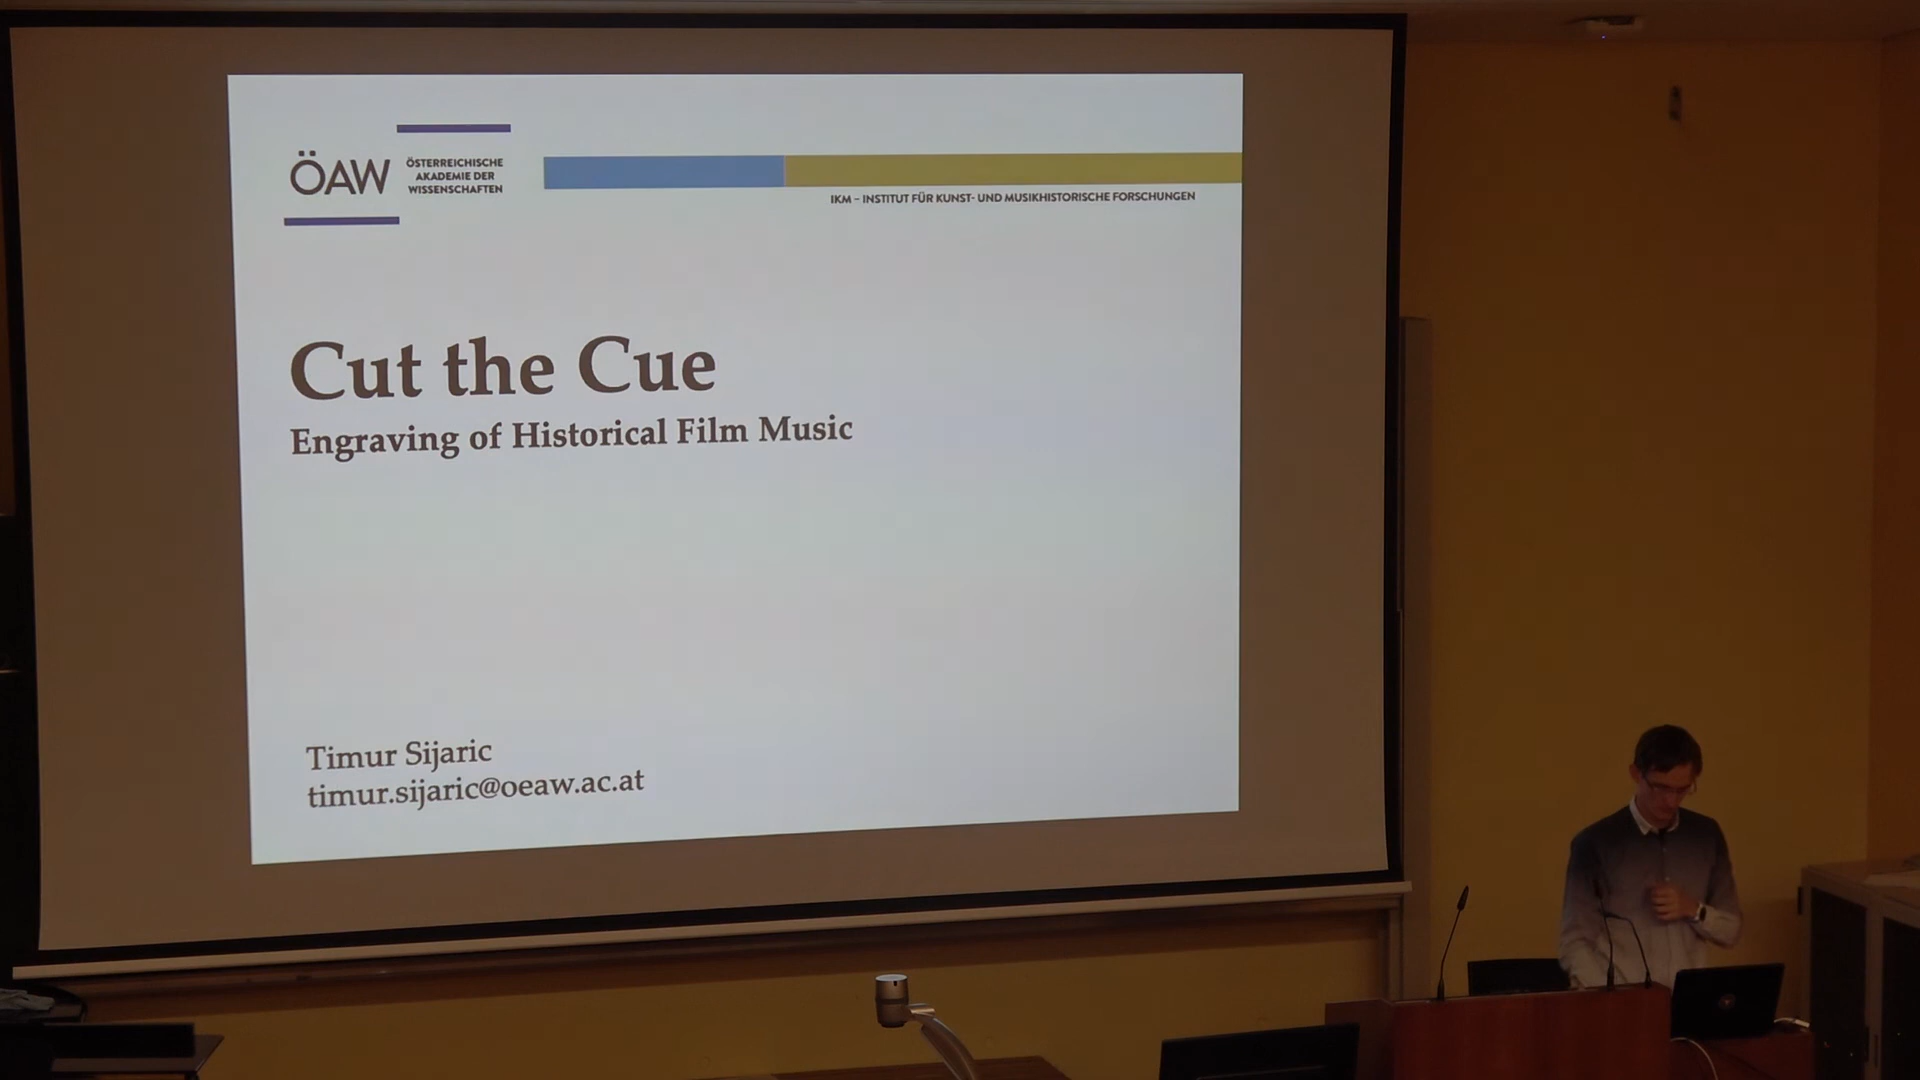 ÖAW
ÖSTERREICHISCHE
AKADEMIE DER
WISSENSCHAFTEN
IKM – INSTITUT FÜR KUNST- UND MUSIKHISTORISCHE FORSCHUNGEN
Cut the Cue
Engraving of Historical Film Music
Timur Sijaric
timur.sijaric@oeaw.ac.at